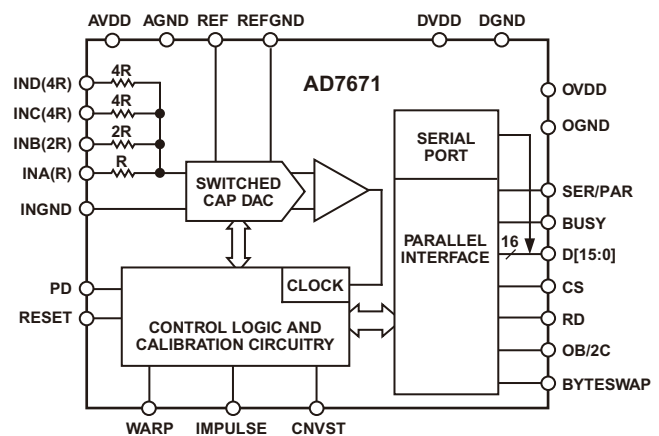 AVDD AGND REF REFGND DVDD DGND
AD7671
IND(4R) 4R
INC(4R) 4R
INB(2R) 2R
INA(R) R
INGND
SWITCHED
CAP DAC
SERIAL
PORT
PARALLEL
INTERFACE
16
OVDD
OGND
SER/PAR
BUSY
D[15:0]
CS
RD
OB/2C
BYTESWAP
PD
RESET
CLOCK
CONTROL LOGIC AND
CALIBRATION CIRCUITRY
WARP IMPULSE CNVST